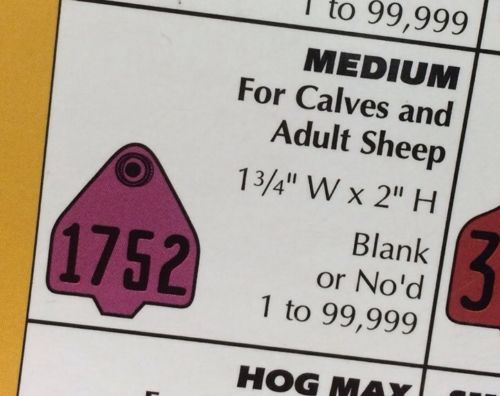 1 to 99,999
MEDIUM
For Calves and
Adult Sheep
1 3/4" W x 2" H
Blank
or No'd
1 to 99,999
1752
3
HOG MAX